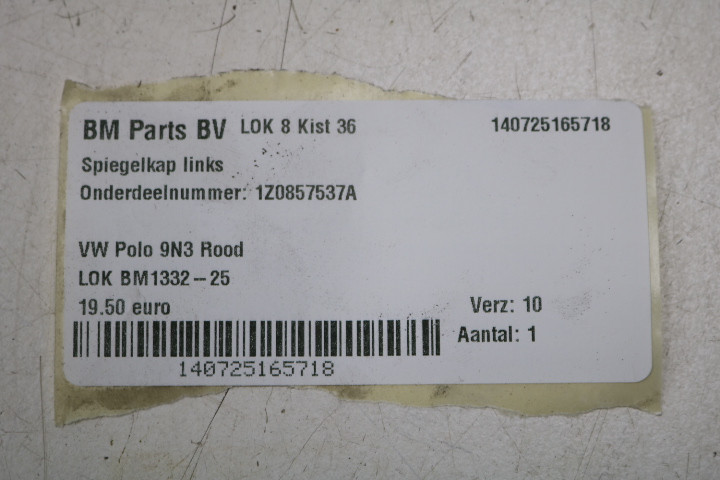 BM Parts BV LOK 8 Kist 36 140725165718
Spiegelkap links
Onderdeelnummer: 1Z0857537A
VW Polo 9N3 Rood
LOK BM1332-25
19.50 euro Verz: 10
Aantal: 1
140725165718